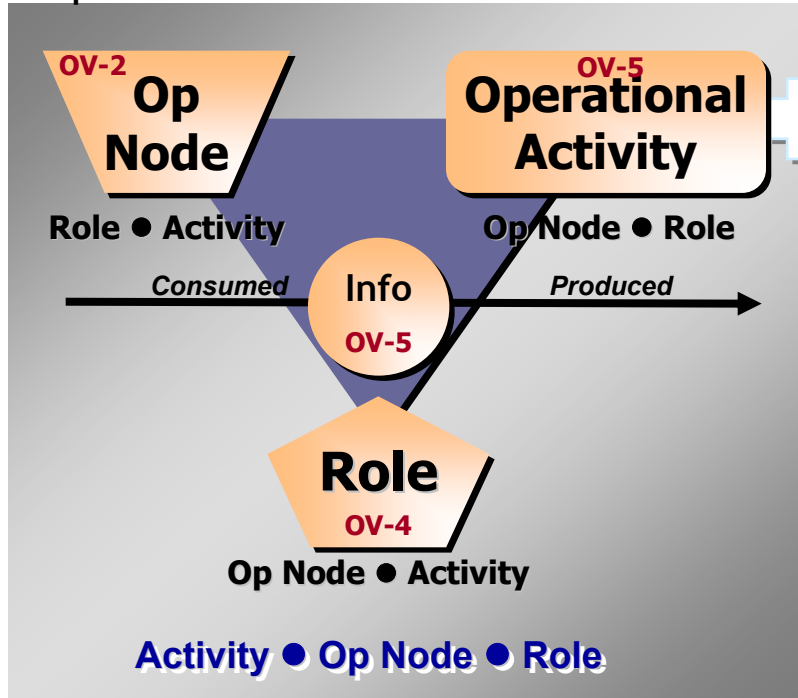 OV-2
Op
Node
OV-5
Operational
Activity
Role ● Activity
Op Node ● Role
Consumed
Info
OV-5
Produced
Role
OV-4
Op Node ● Activity
Activity ● Op Node ● Role